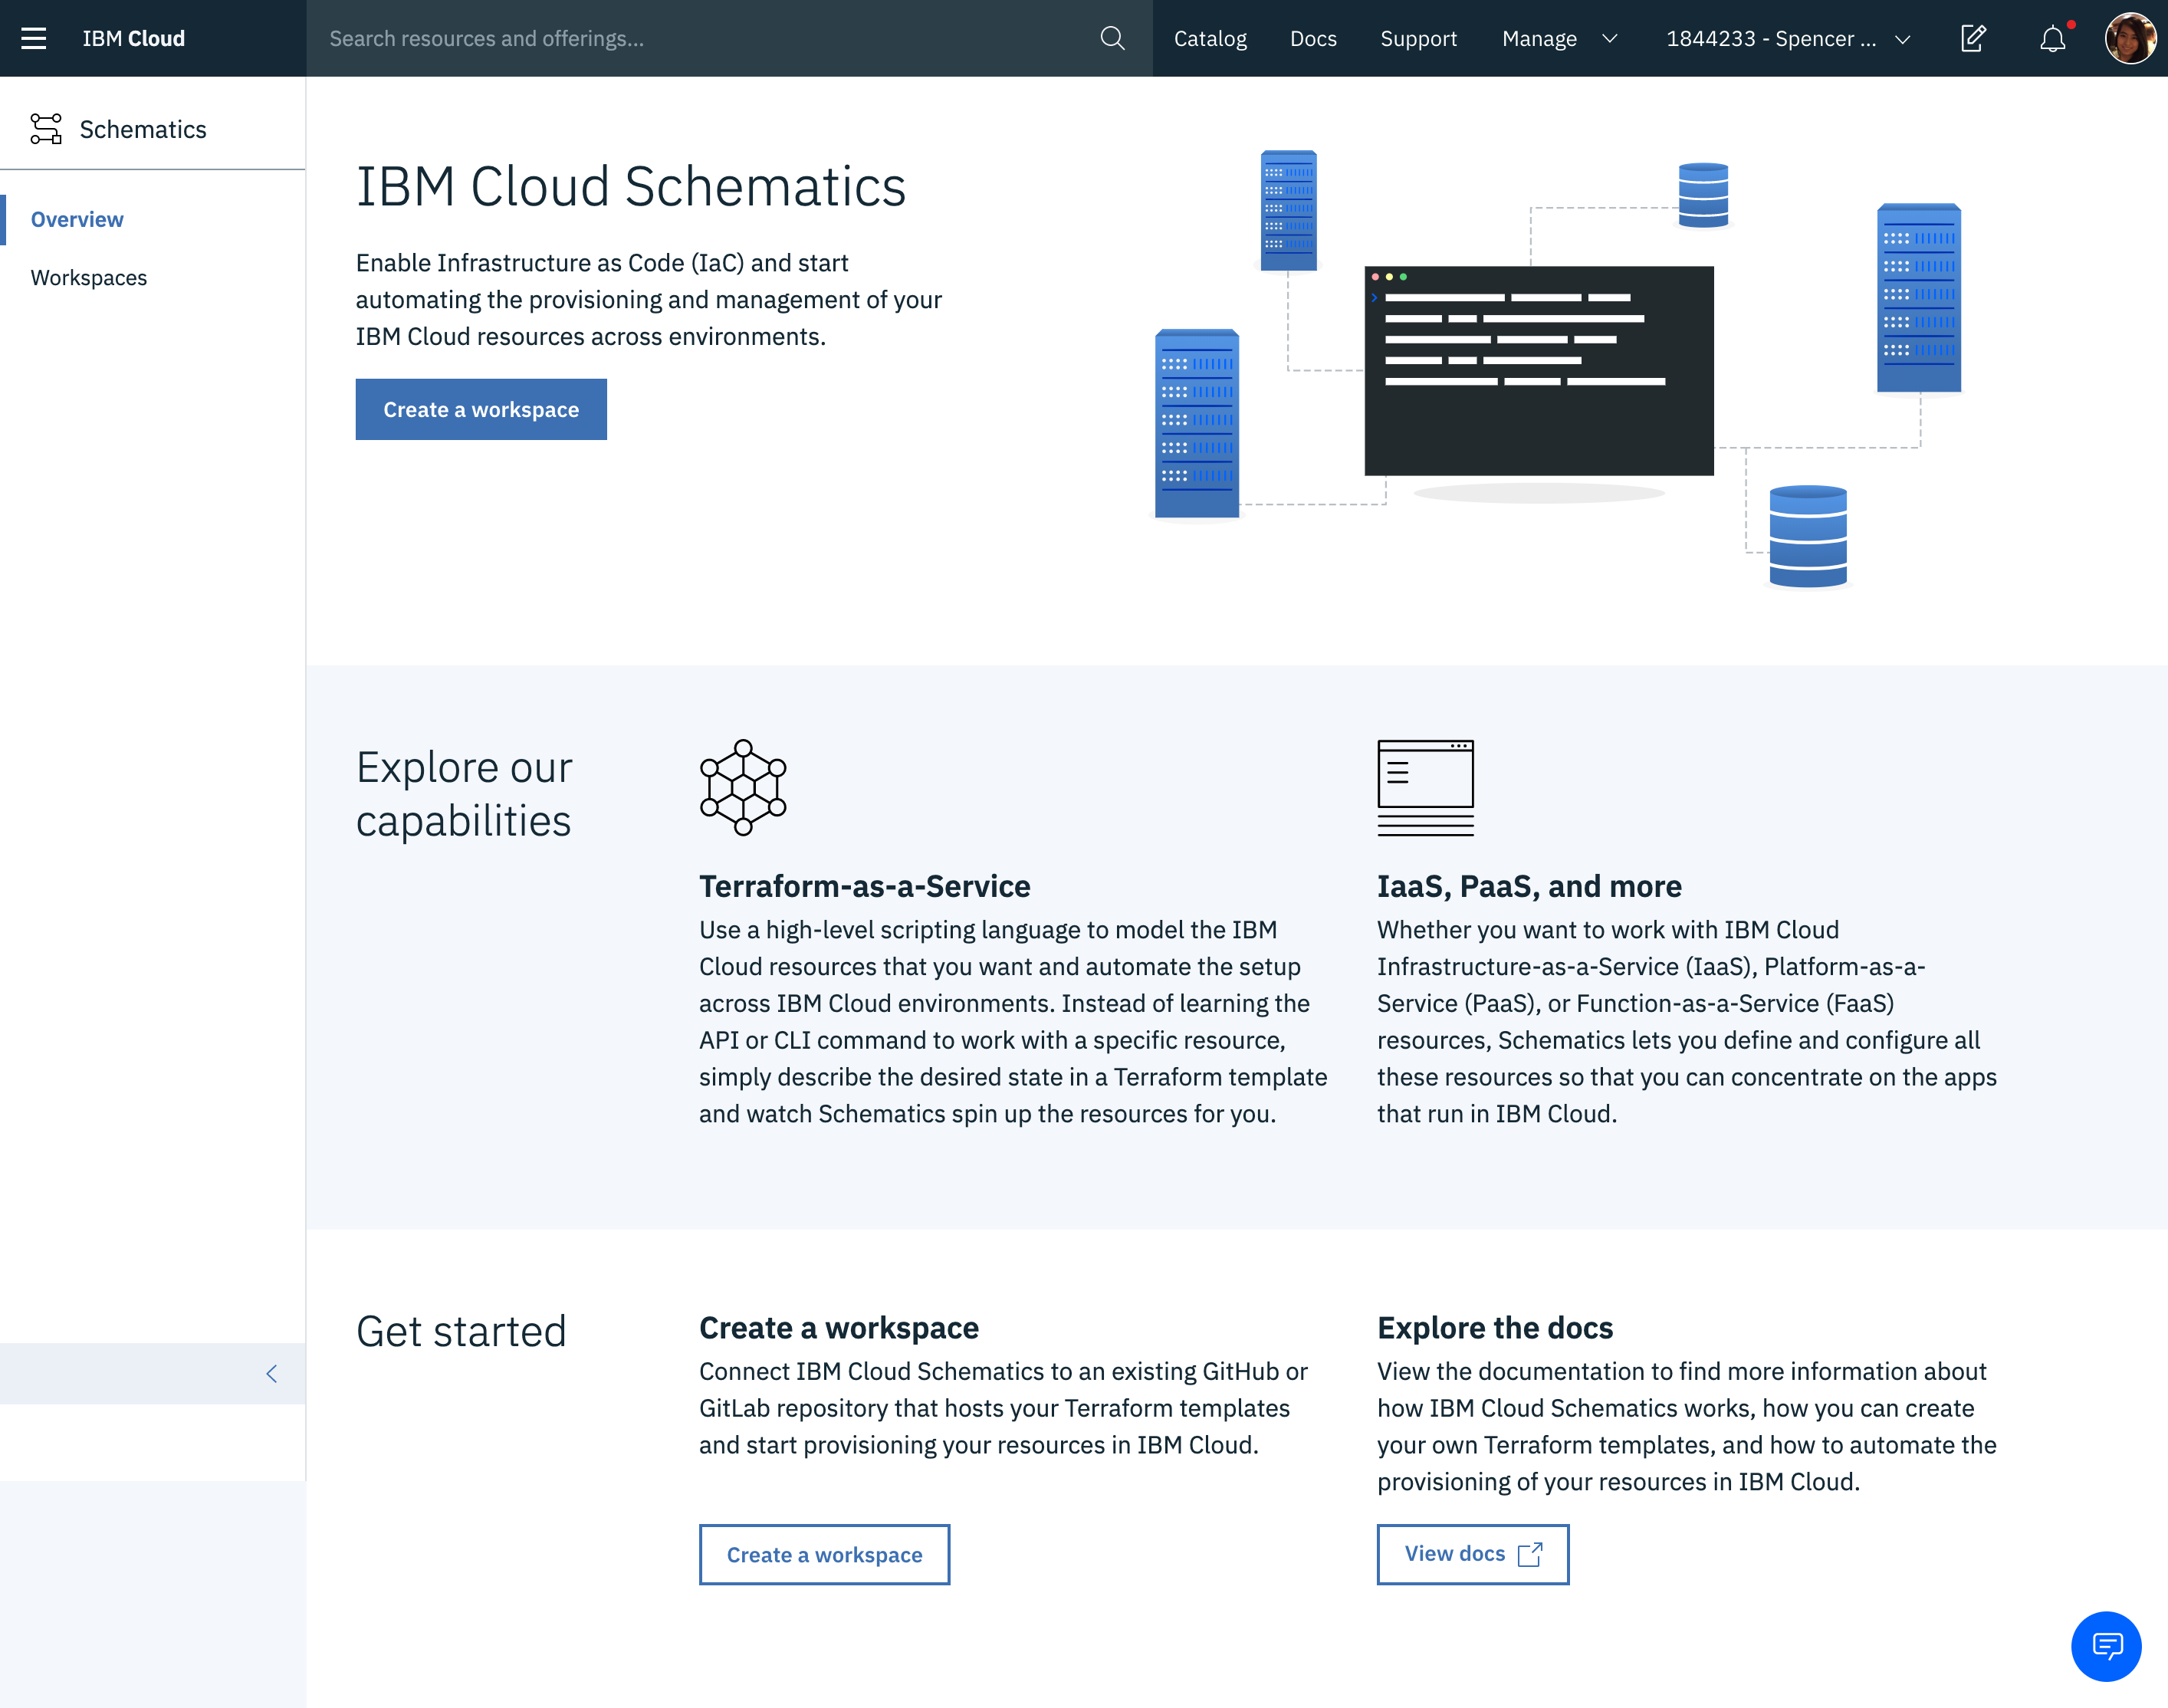 IBM Cloud
Search resources and offerings...
Catalog
Docs
Support
Manage
1844233 - Spencer ...
Schematics
Overview
Workspaces
IBM Cloud Schematics
Enable Infrastructure as Code (IaC) and start
automating the provisioning and management of your
IBM Cloud resources across environments.
Create a workspace
Explore our
capabilities
Terraform-as-a-Service
Use a high-level scripting language to model the IBM
Cloud resources that you want and automate the setup
across IBM Cloud environments. Instead of learning the
API or CLI command to work with a specific resource,
simply describe the desired state in a Terraform template
and watch Schematics spin up the resources for you.
IaaS, PaaS, and more
Whether you want to work with IBM Cloud
Infrastructure-as-a-Service (IaaS), Platform-as-a-
Service (PaaS), or Function-as-a-Service (FaaS)
resources, Schematics lets you define and configure all
these resources so that you can concentrate on the apps
that run in IBM Cloud.
Get started
Create a workspace
Connect IBM Cloud Schematics to an existing GitHub or
GitLab repository that hosts your Terraform templates
and start provisioning your resources in IBM Cloud.
Create a workspace
Explore the docs
View the documentation to find more information about
how IBM Cloud Schematics works, how you can create
your own Terraform templates, and how to automate the
provisioning of your resources in IBM Cloud.
View docs